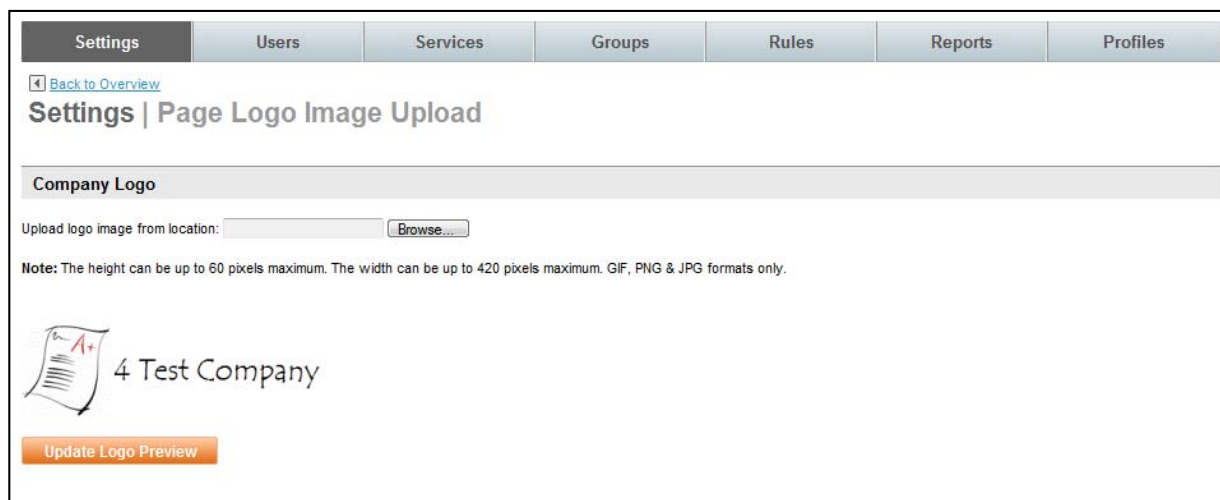 Settings Users Services Groups Rules Reports Profiles
Back to Overview
Settings | Page Logo Image Upload
Company Logo
Upload logo image from location: Browse...
Note: The height can be up to 60 pixels maximum. The width can be up to 420 pixels maximum. GIF, PNG & JPG formats only.
A+
4 Test Company
Update Logo Preview